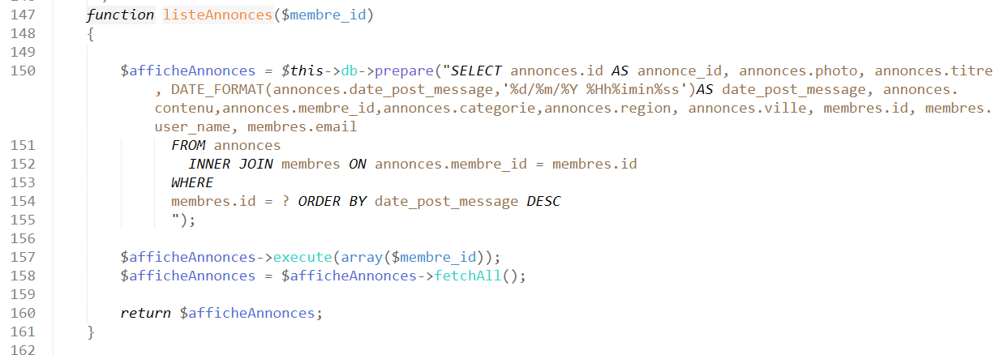 147 function listeAnnonces($membre_id)
148 {
149
150 $afficheAnnonces = $this->db->prepare("SELECT annonces.id AS annonce_id, annonces.photo, annonces.titre
, DATE_FORMAT(annonces.date_post_message,'%d/%m/%Y %Hh%imin%ss')AS date_post_message, annonces.
contenu,annonces.membre_id,annonces.categorie,annonces.region, annonces.ville, membres.id, membres.
user_name, membres.email
151 FROM annonces
152 INNER JOIN membres ON annonces.membre_id = membres.id
153 WHERE
154 membres.id = ? ORDER BY date_post_message DESC
155 ");
156
157 $afficheAnnonces->execute(array($membre_id));
158 $afficheAnnonces = $afficheAnnonces->fetchAll();
159
160 return $afficheAnnonces;
161 }
162